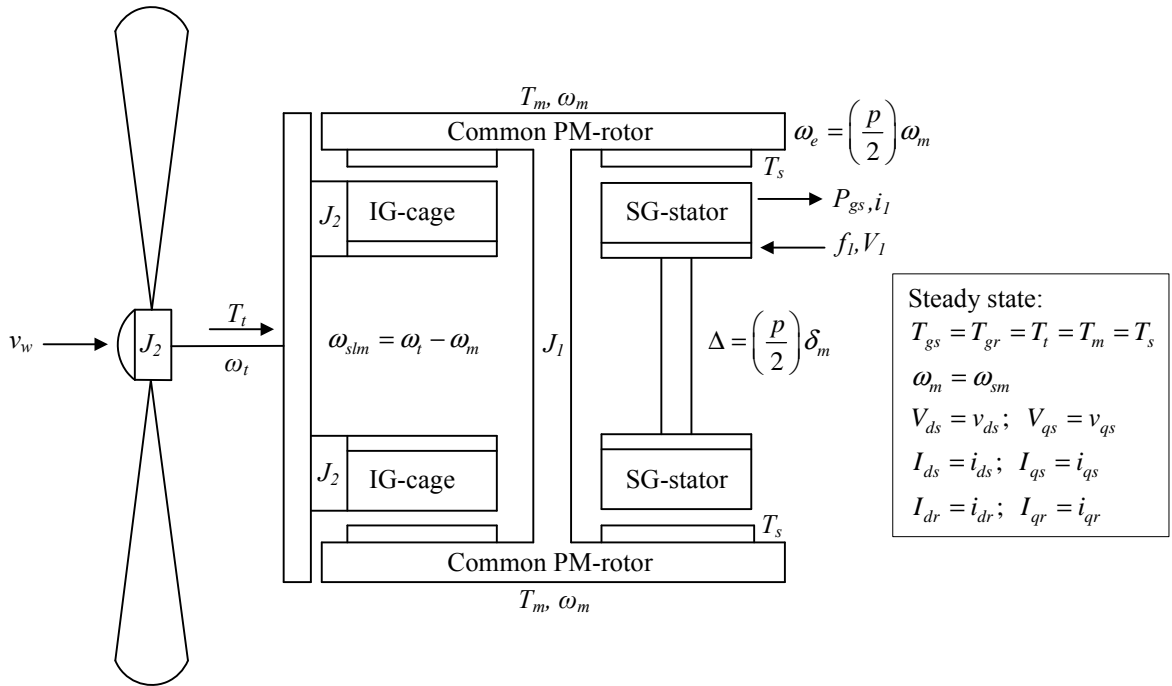 T_m, ω_m
Common PM-rotor
ω_e = (p/2) ω_m
T_s
J_2
IG-cage
SG-stator
P_gs, i_1
f_1, V_1
v_w
J_2
T_t
ω_t
ω_slm = ω_t − ω_m
J_1
Δ = (p/2) δ_m
Steady state:
T_gs = T_gr = T_t = T_m = T_s
ω_m = ω_sm
V_ds = v_ds; V_qs = v_qs
I_ds = i_ds; I_qs = i_qs
I_dr = i_dr; I_qr = i_qr
J_2
IG-cage
SG-stator
T_s
Common PM-rotor
T_m, ω_m